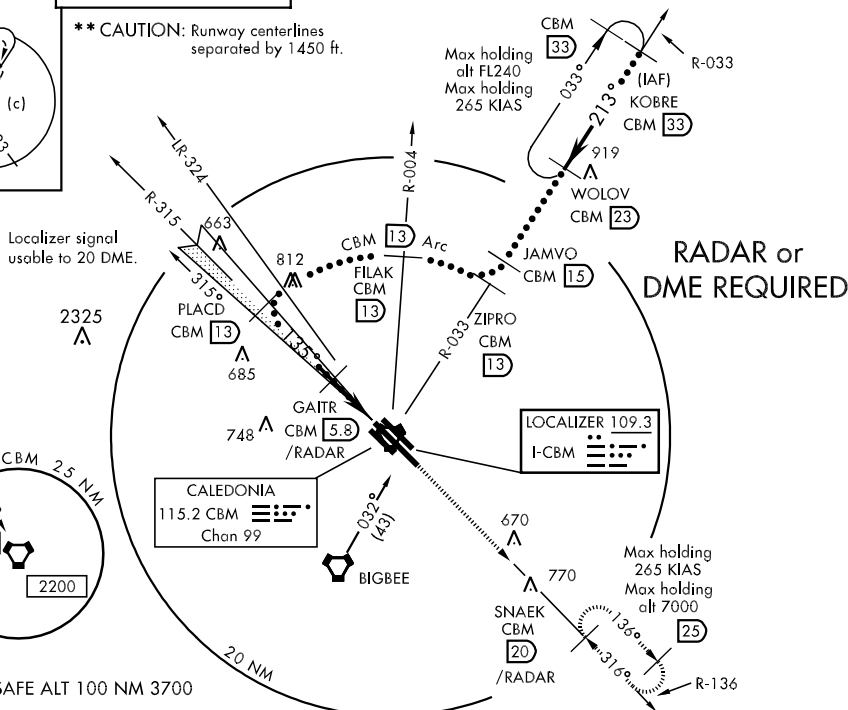 ** CAUTION: Runway centerlines
separated by 1450 ft.
(c)
CBM
33
Max holding
alt FL240
Max holding
265 KIAS
033°
213°
R-033
(IAF)
KOBRE
CBM 33
919
WOLOV
CBM 23
JAMVO
CBM 15
RADAR or
DME REQUIRED
LR-324
R-315
R-004
663
Localizer signal
usable to 20 DME.
315°
812
CBM 13 Arc
FILAK
CBM
13
PLACD
CBM 13
135°
R-033
ZIPRO
CBM
13
2325
685
GAITR
CBM 5.8
/RADAR
748
LOCALIZER 109.3
I-CBM
CALEDONIA
115.2 CBM
Chan 99
032°
(43)
BIGBEE
CBM 25 NM
2200
670
770
Max holding
265 KIAS
Max holding
alt 7000
25
SNAEK
CBM
20
/RADAR
136°
316°
R-136
20 NM
SAFE ALT 100 NM 3700